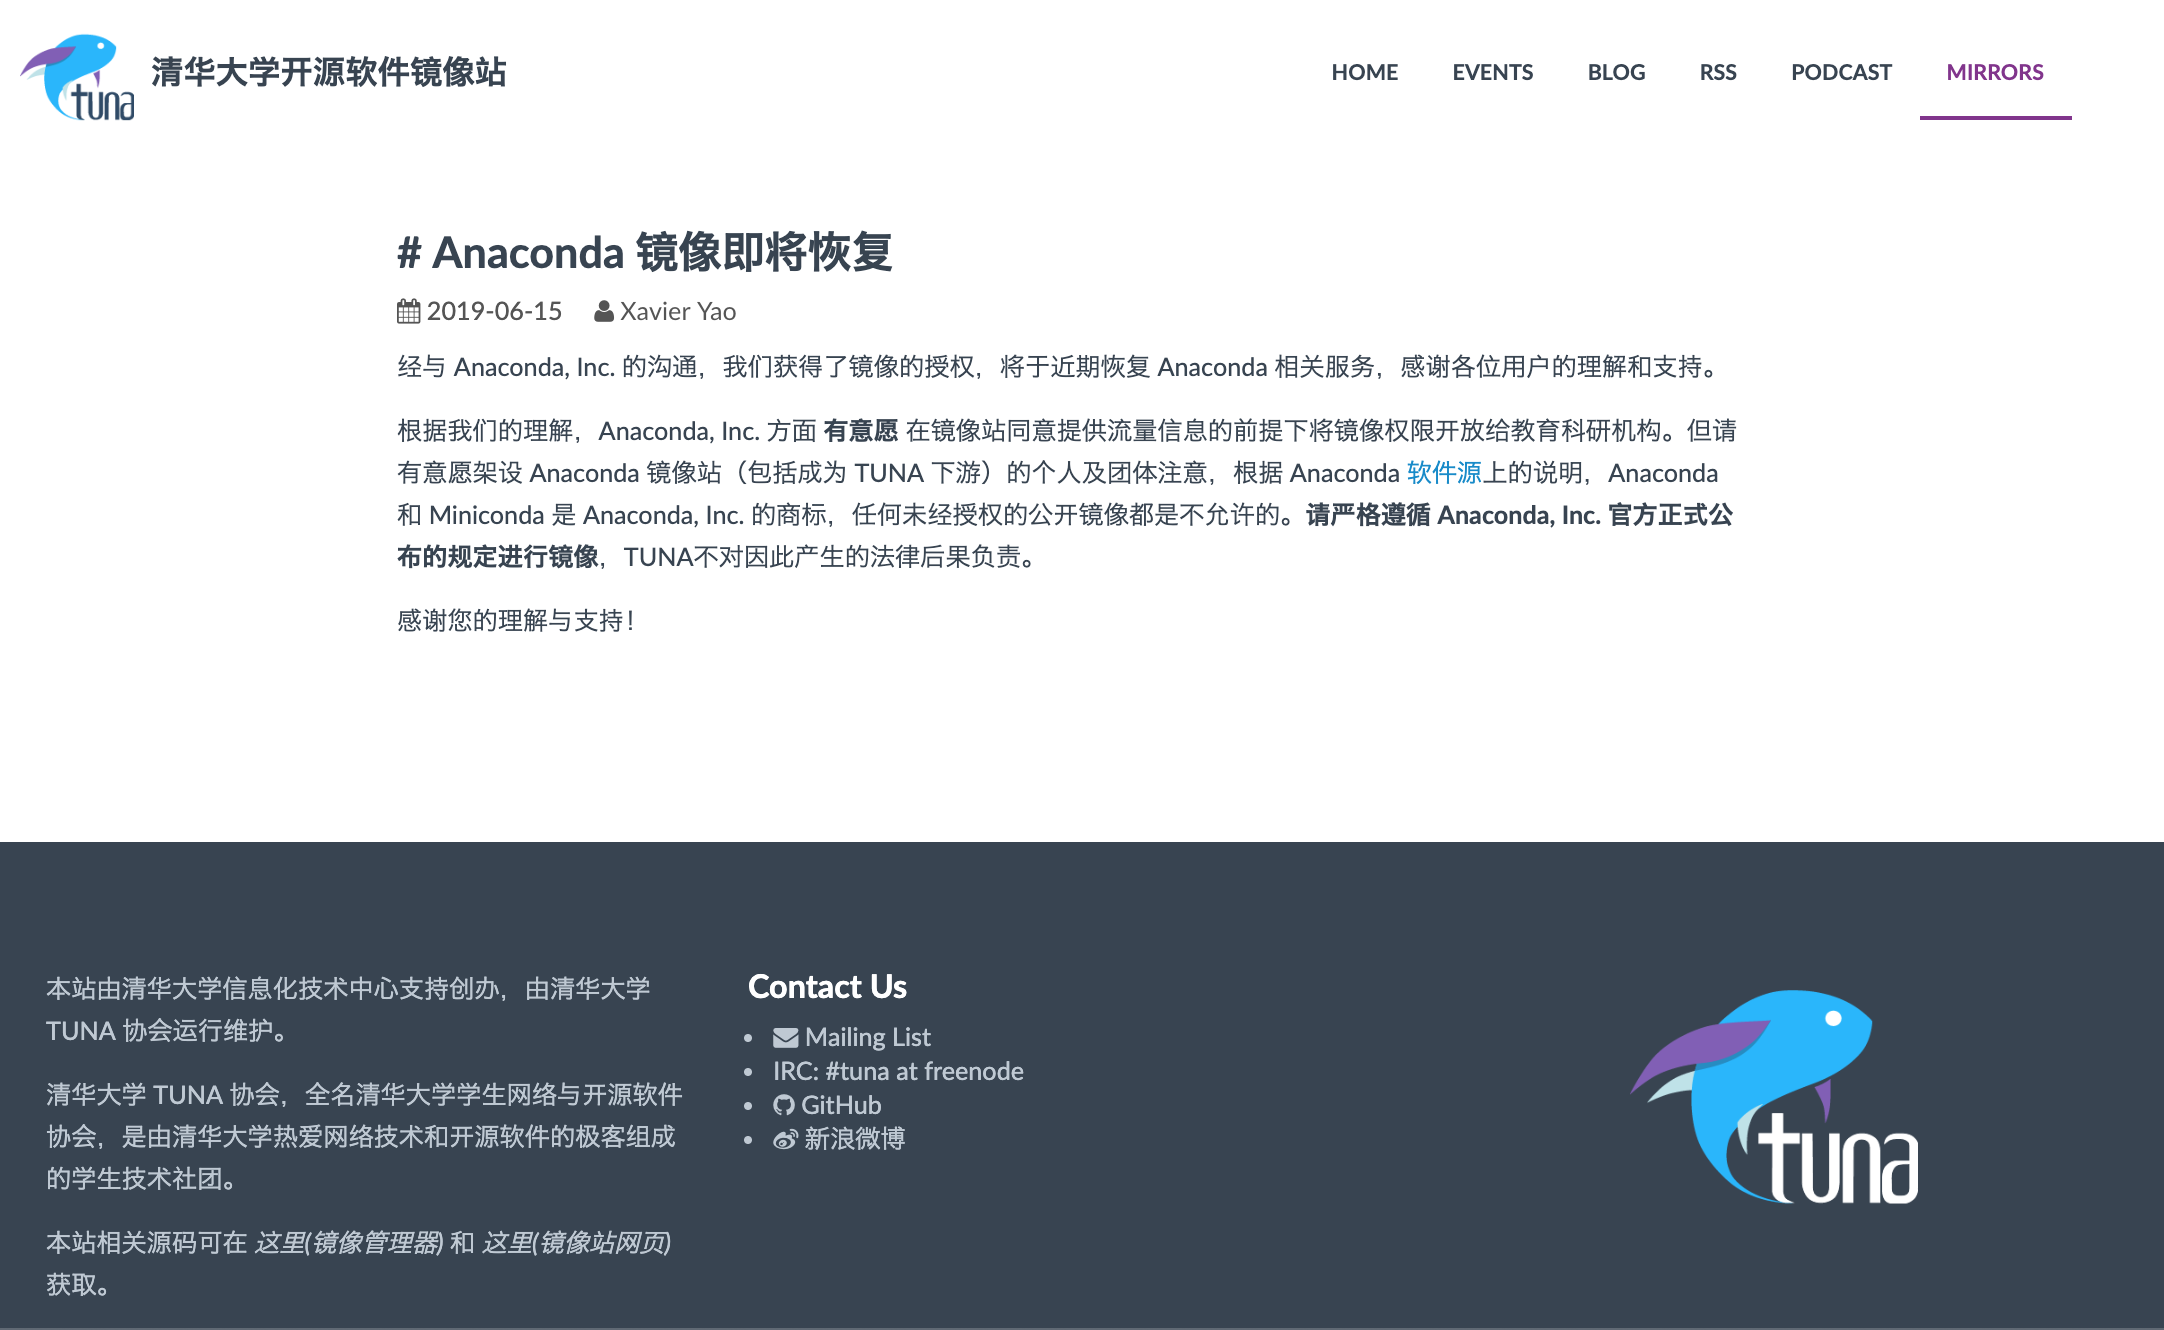 tuna
清华大学开源软件镜像站
HOME EVENTS BLOG RSS PODCAST MIRRORS
# Anaconda 镜像即将恢复
2019-06-15 Xavier Yao
经与 Anaconda, Inc. 的沟通，我们获得了镜像的授权，将于近期恢复 Anaconda 相关服务，感谢各位用户的理解和支持。
根据我们的理解，Anaconda, Inc. 方面 有意愿 在镜像站同意提供流量信息的前提下将镜像权限开放给教育科研机构。但请
有意愿架设 Anaconda 镜像站（包括成为 TUNA 下游）的个人及团体注意，根据 Anaconda 软件源上的说明，Anaconda
和 Miniconda 是 Anaconda, Inc. 的商标，任何未经授权的公开镜像都是不允许的。请严格遵循 Anaconda, Inc. 官方正式公
布的规定进行镜像，TUNA不对因此产生的法律后果负责。
感谢您的理解与支持！
本站由清华大学信息化技术中心支持创办，由清华大学
TUNA 协会运行维护。
清华大学 TUNA 协会，全名清华大学学生网络与开源软件
协会，是由清华大学热爱网络技术和开源软件的极客组成
的学生技术社团。
本站相关源码可在 这里(镜像管理器) 和 这里(镜像站网页)
获取。
Contact Us
Mailing List
IRC: #tuna at freenode
GitHub
新浪微博
tuna